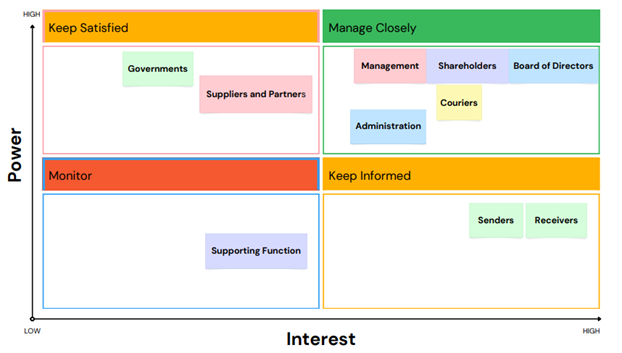 HIGH
Keep Satisfied
Manage Closely
Governments
Suppliers and Partners
Management
Shareholders
Board of Directors
Couriers
Administration
Power
Monitor
Keep Informed
Supporting Function
Senders
Receivers
LOW
Interest
HIGH